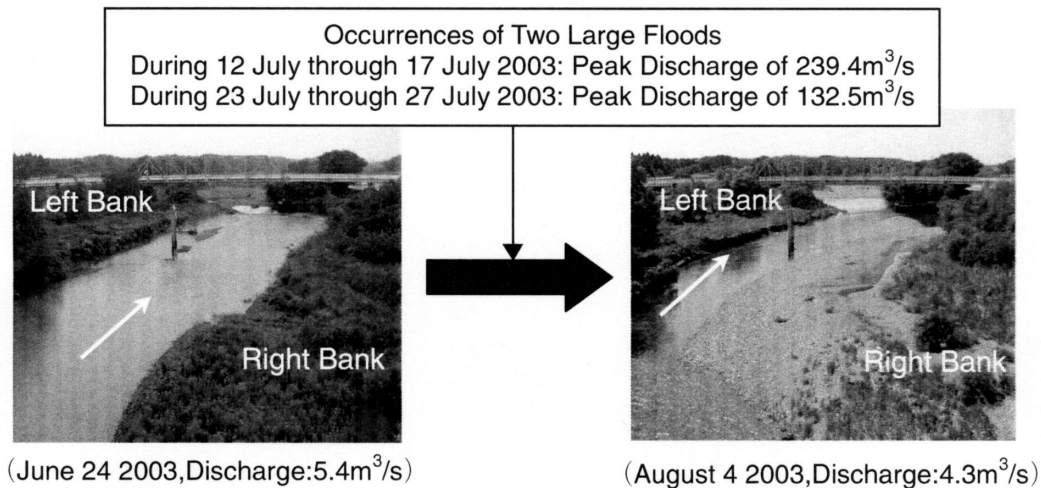 Occurrences of Two Large Floods
During 12 July through 17 July 2003: Peak Discharge of 239.4m³/s
During 23 July through 27 July 2003: Peak Discharge of 132.5m³/s
Left Bank
Right Bank
Left Bank
Right Bank
(June 24 2003,Discharge:5.4m³/s)
(August 4 2003,Discharge:4.3m³/s)